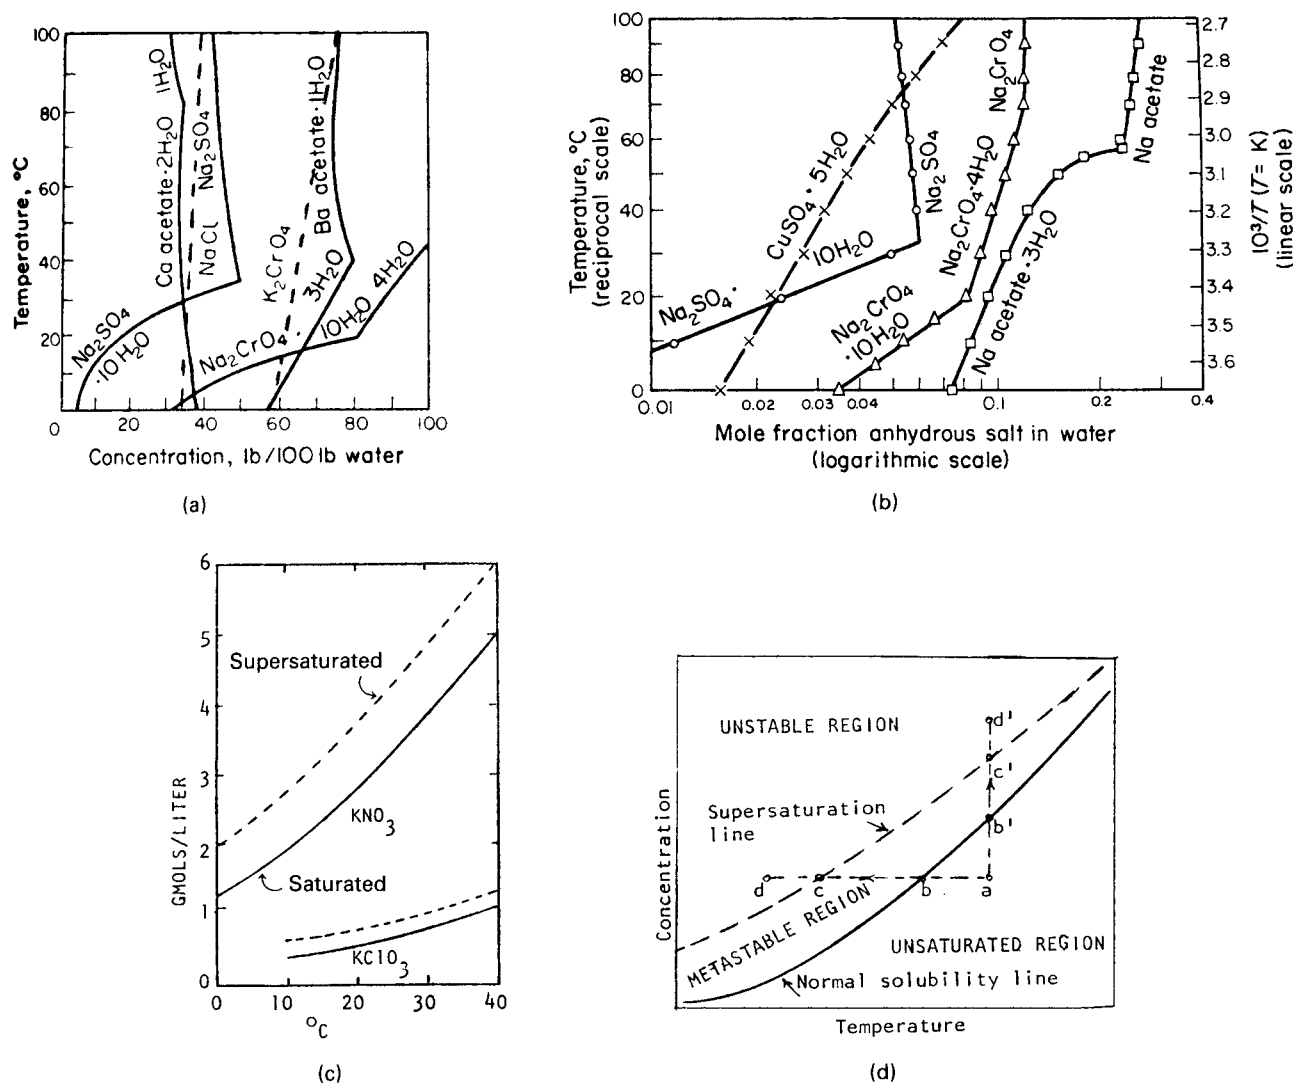 100
80
60
40
20
0
20
40
60
80
100
Temperature, °C
Concentration, lb/100 lb water
Na₂SO₄
·10H₂O
Ca acetate·2H₂O
1H₂O
NaCl
Na₂SO₄
K₂CrO₄
Ba acetate·1H₂O
3H₂O
Na₂CrO₄·
10H₂O
4H₂O
(a)
100
80
60
40
20
0
Temperature, °C
(reciprocal scale)
0.01
0.02
0.03
0.04
0.1
0.2
0.4
Mole fraction anhydrous salt in water
(logarithmic scale)
2.7
2.8
2.9
3.0
3.1
3.2
3.3
3.4
3.5
3.6
10³/T (T = K)
(linear scale)
Na₂SO₄·
10H₂O
CuSO₄·5H₂O
Na₂SO₄
Na₂CrO₄
·10H₂O
Na₂CrO₄·4H₂O
Na₂CrO₄
Na acetate·3H₂O
Na acetate
(b)
6
5
4
3
2
1
0
GMOLS/LITER
Supersaturated
KNO₃
Saturated
KClO₃
0
10
20
30
40
°C
(c)
UNSTABLE REGION
d'
c'
Supersaturation
line
b'
d
c
b
a
METASTABLE REGION
UNSATURATED REGION
Normal solubility line
Concentration
Temperature
(d)